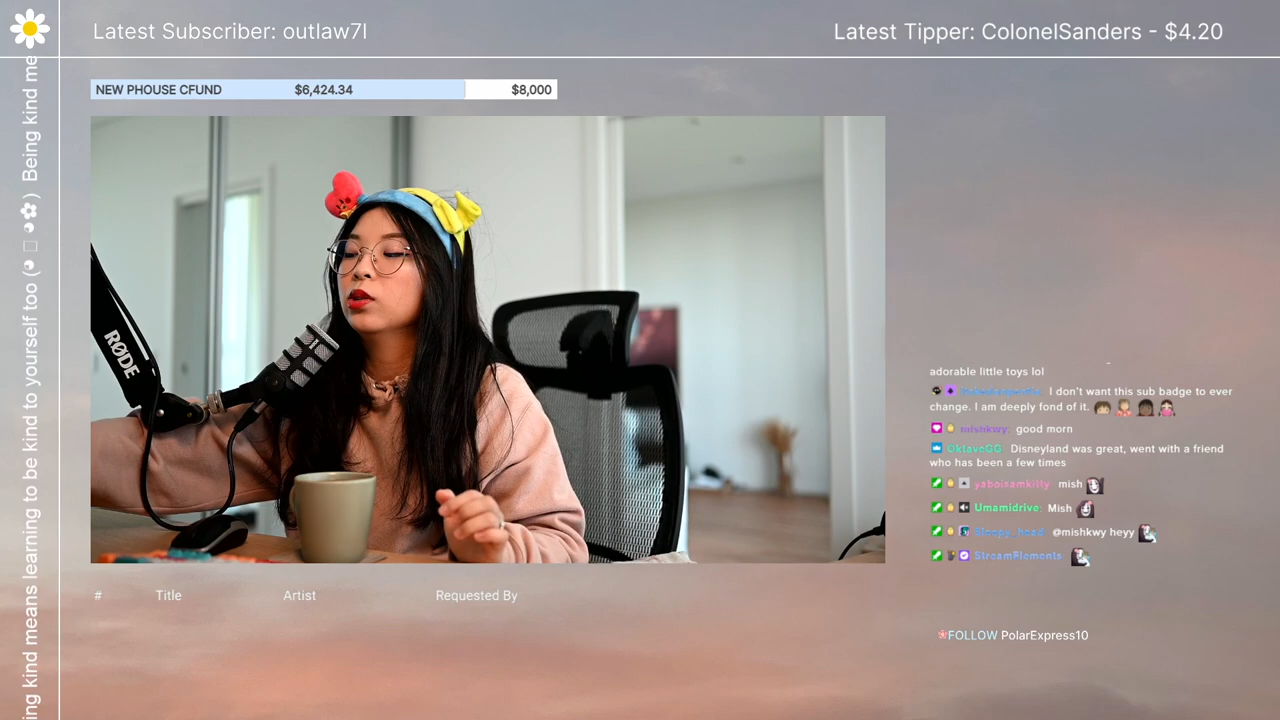 Latest Subscriber: outlaw7l
Latest Tipper: ColonelSanders - $4.20
NEW PHOUSE CFUND $6,424.34 $8,000
ing kind means learning to be kind to yourself too (◕ □ ◕✿) Being kind me
RØDE
adorable little toys lol
I don't want this sub badge to ever
change. I am deeply fond of it.
mishkwy: good morn
OktaveGG: Disneyland was great, went with a friend
who has been a few times
yaboisamkitty: mish
Umamidrive: Mish
Sleepy_head: @mishkwy heyy
StreamElements:
# Title Artist Requested By
FOLLOW PolarExpress10